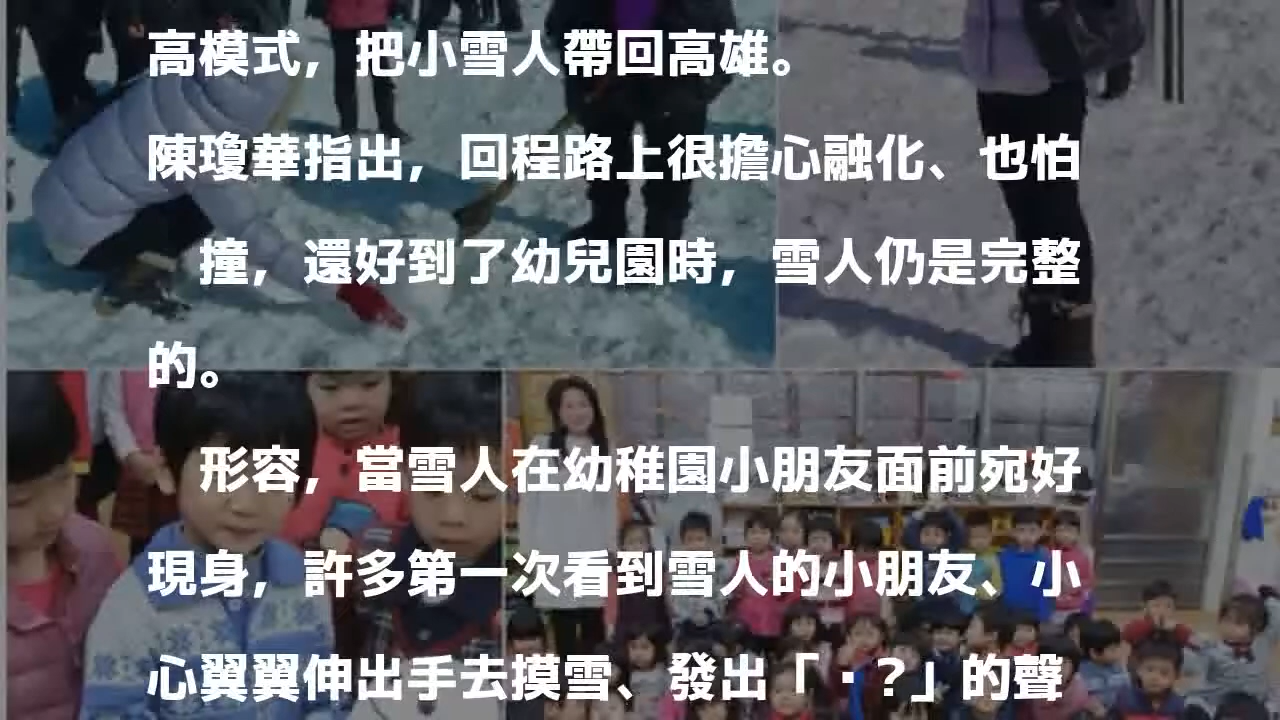 高模式，把小雪人帶回高雄。
陳瓊華指出，回程路上很擔心融化、也怕
撞，還好到了幼兒園時，雪人仍是完整
的。
形容，當雪人在幼稚園小朋友面前宛好
現身，許多第一次看到雪人的小朋友、小
心翼翼伸出手去摸雪、發出「．？」的聲